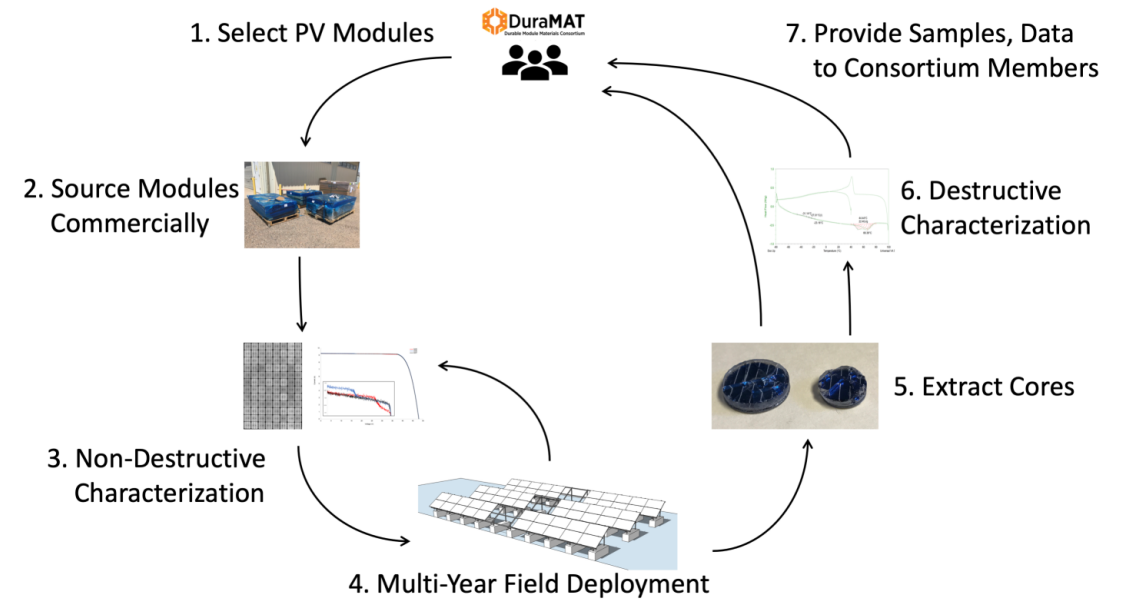 1. Select PV Modules
DuraMAT
Durable Module Materials Consortium
7. Provide Samples, Data
to Consortium Members
2. Source Modules
Commercially
6. Destructive
Characterization
5. Extract Cores
3. Non-Destructive
Characterization
4. Multi-Year Field Deployment